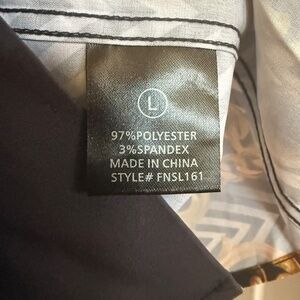 L
97%POLYESTER
3%SPANDEX
MADE IN CHINA
STYLE# FNSL161